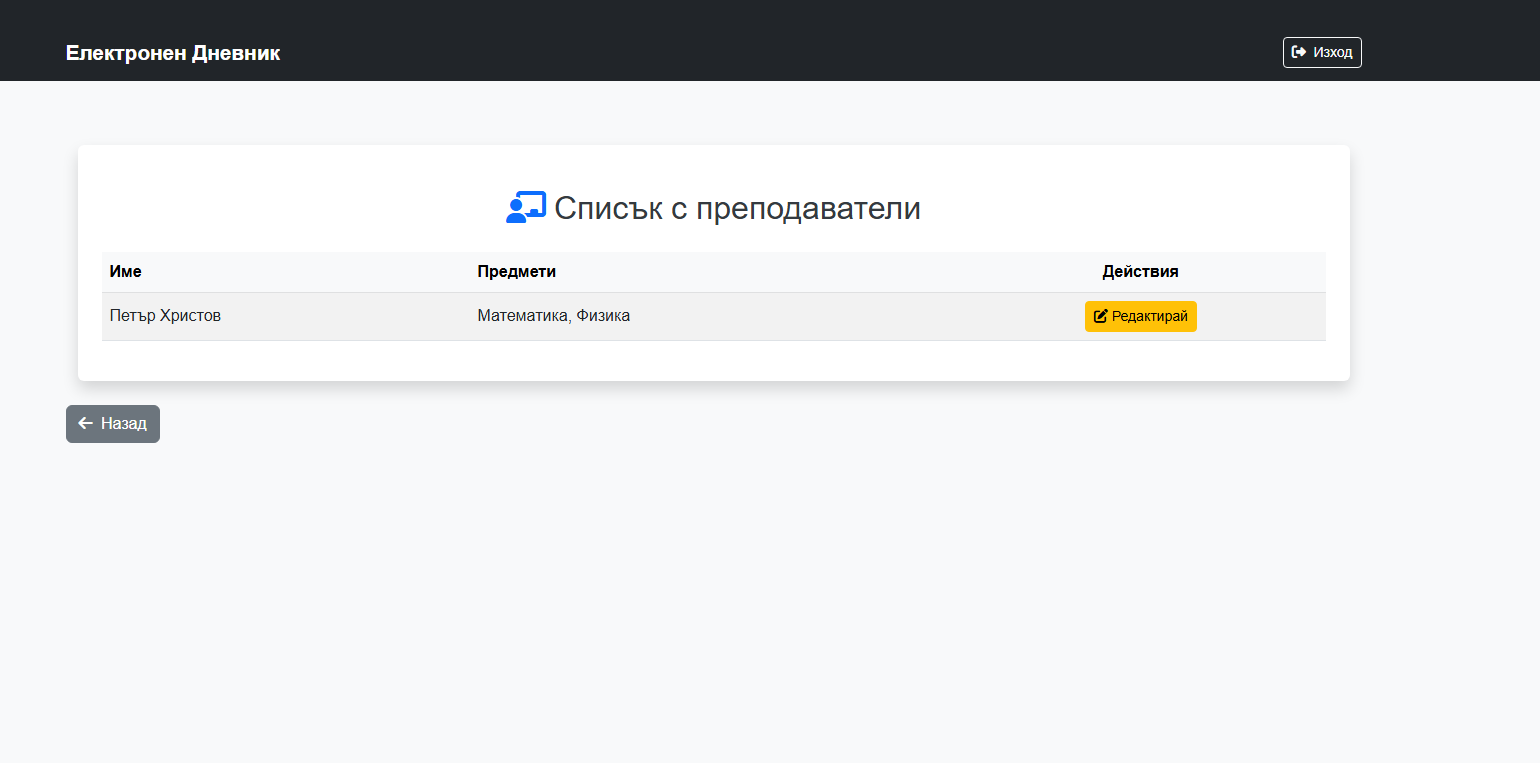 Електронен Дневник
Изход
Списък с преподаватели
Име Предмети Действия
Петър Христов Математика, Физика Редактирай
Назад